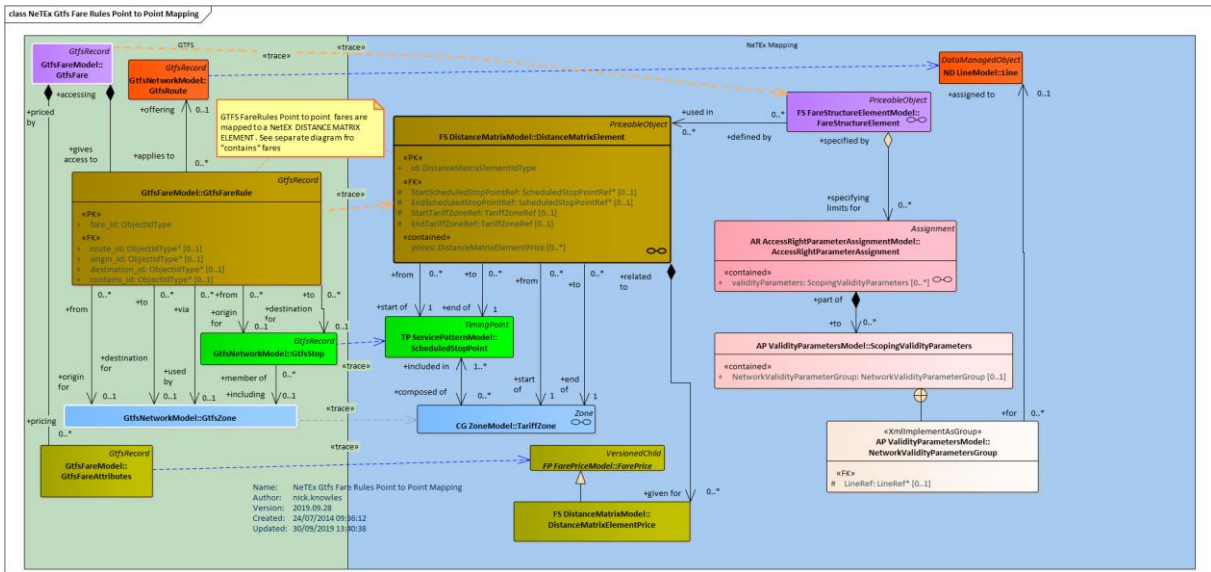 class NeTEx Gtfs Fare Rules Point to Point Mapping
GTFS
NeTEx Mapping
GtfsRecord
GtfsFareModel::
GtfsFare
«trace»
«trace»
+accessing
+priced
by
+gives
access to
GtfsRecord
GtfsNetworkModel::
GtfsRoute
+offering
0..1
+applies to
0..*
GTFS FareRules Point to point fares are
mapped to a NetEX DISTANCE MATRIX
ELEMENT . See separate diagram fro
"contains" fares
GtfsRecord
GtfsFareModel::GtfsFareRule
«PK»
+ fare_id: ObjectIdType
«FK»
+ route_id: ObjectIdType* [0..1]
+ origin_id: ObjectIdType* [0..1]
+ destination_id: ObjectIdType* [0..1]
+ contains_id: ObjectIdType* [0..1]
«trace»
PriceableObject
FS DistanceMatrixModel::DistanceMatrixElement
«PK»
+ id: DistanceMatrixElementIdType
«FK»
# StartScheduledStopPointRef: ScheduledStopPointRef* [0..1]
# EndScheduledStopPointRef: ScheduledStopPointRef* [0..1]
# StartTariffZoneRef: TariffZoneRef [0..1]
# EndTariffZoneRef: TariffZoneRef [0..1]
«contained»
- prices: DistanceMatrixElementPrice [0..*]
+used in
0..*
+defined by
PriceableObject
FS FareStructureElementModel::
FareStructureElement
+specified by
+specifying
limits for
0..*
DataManagedObject
ND LineModel::Line
+assigned to
0..1
Assignment
AR AccessRightParameterAssignmentModel::
AccessRightParameterAssignment
«contained»
+ validityParameters: ScopingValidityParameters [0..*]
+part of
+to
0..*
AP ValidityParametersModel::ScopingValidityParameters
«contained»
+ NetworkValidityParameterGroup: NetworkValidityParameterGroup [0..1]
+for
0..*
«XmlImplementAsGroup»
AP ValidityParametersModel::
NetworkValidityParametersGroup
«FK»
# LineRef: LineRef* [0..1]
0..*
+from
0..*
+to
0..*
+via
0..*
+from
0..*
+to
0..*
+origin
for
0..1
+destination
for
0..1
GtfsRecord
GtfsNetworkModel::GtfsStop
«trace»
+origin
for
0..1
+destination
for
0..1
+used
by
0..1
+member of
0..*
+including
0..1
GtfsNetworkModel::GtfsZone
«trace»
+from
0..*
+to
0..*
0..*
+from
0..*
+to
+related
to
+start of
1
+end of
1
TimingPoint
TP ServicePatternModel::
ScheduledStopPoint
+included in
1..*
+composed of
0..*
+start
of
1
+end
of
1
Zone
CG ZoneModel::TariffZone
+pricing
0..*
GtfsRecord
GtfsFareModel::
GtfsFareAttributes
«trace»
VersionedChild
FP FarePriceModel::FarePrice
+given for
0..*
FS DistanceMatrixModel::
DistanceMatrixElementPrice
Name: NeTEx Gtfs Fare Rules Point to Point Mapping
Author: nick.knowles
Version: 2019.09.28
Created: 24/07/2014 09:36:12
Updated: 30/09/2019 13:40:38